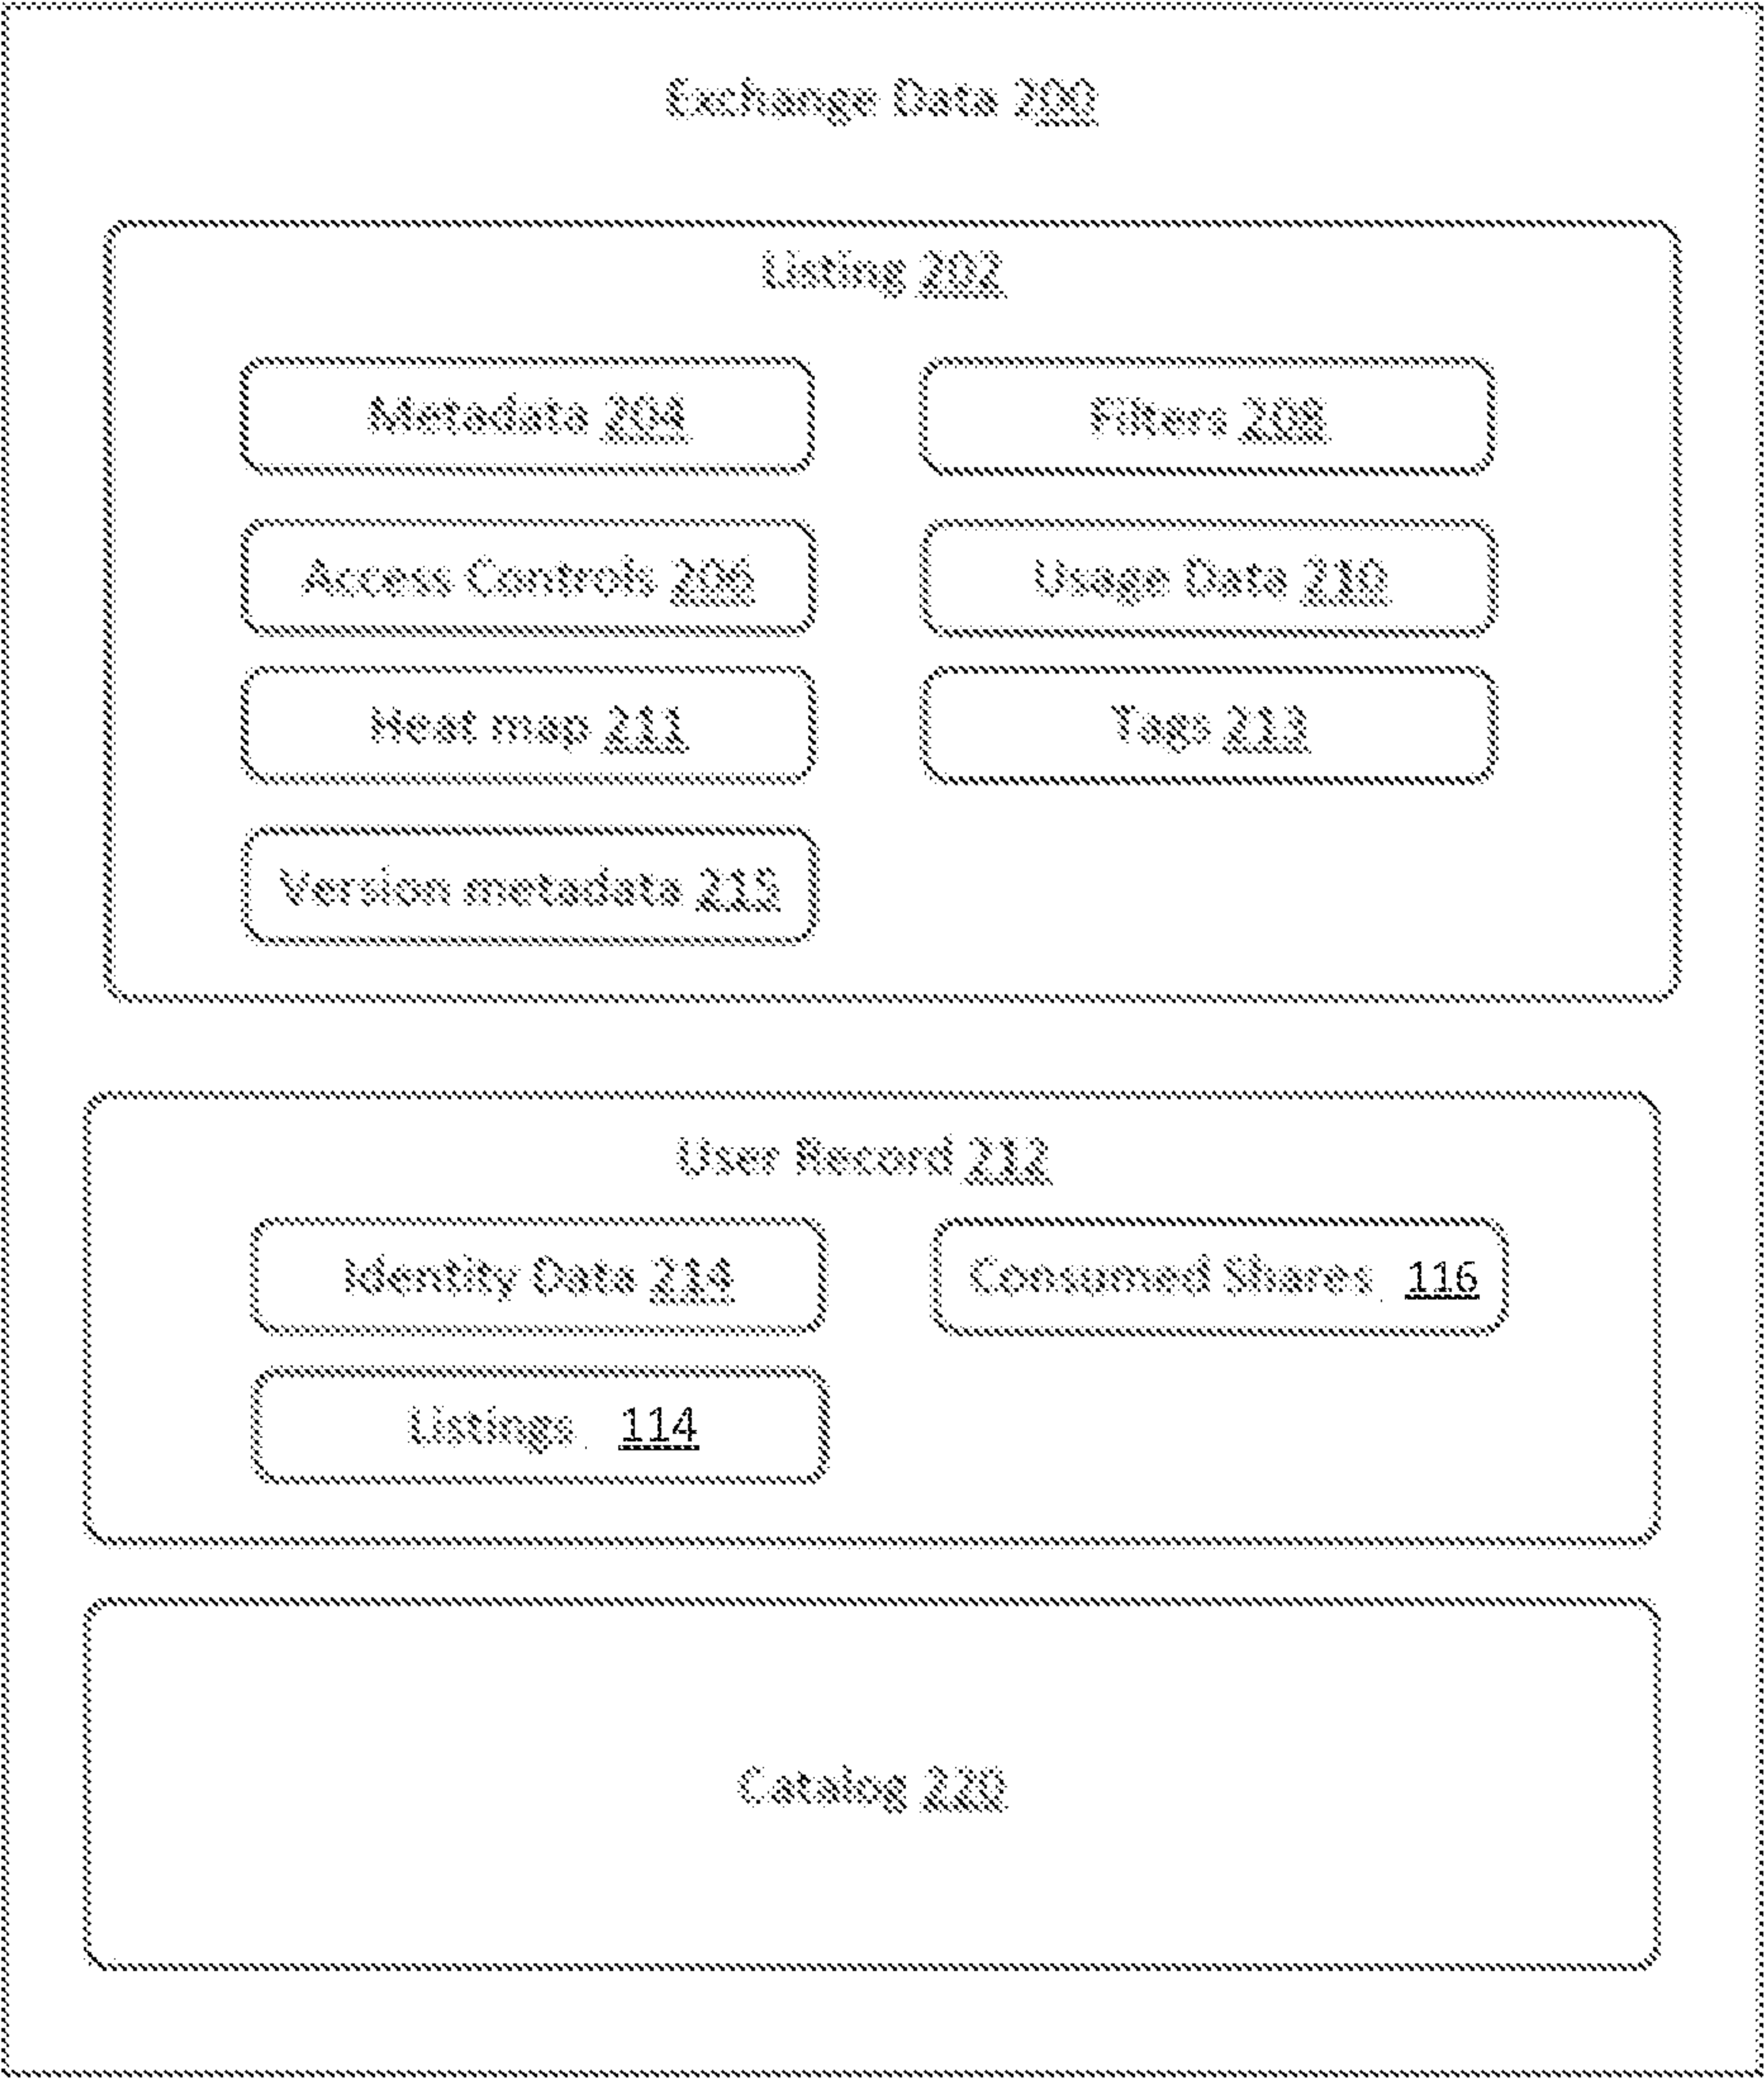 Exchange Data 200
Listing 202
Metadata 204
Filters 208
Access Controls 206
Usage Data 210
Heat map 211
Tags 213
Version metadata 215
User Record 212
Identity Data 214
Consumed Shares 116
Listings 114
Catalog 220